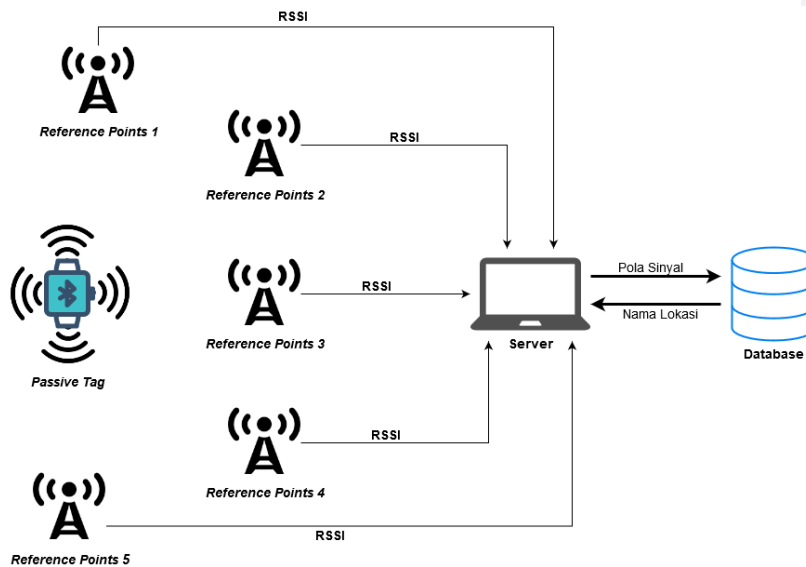 RSSI
Reference Points 1
RSSI
Reference Points 2
Pola Sinyal
RSSI
Nama Lokasi
Reference Points 3
Server
Database
Passive Tag
RSSI
Reference Points 4
RSSI
Reference Points 5